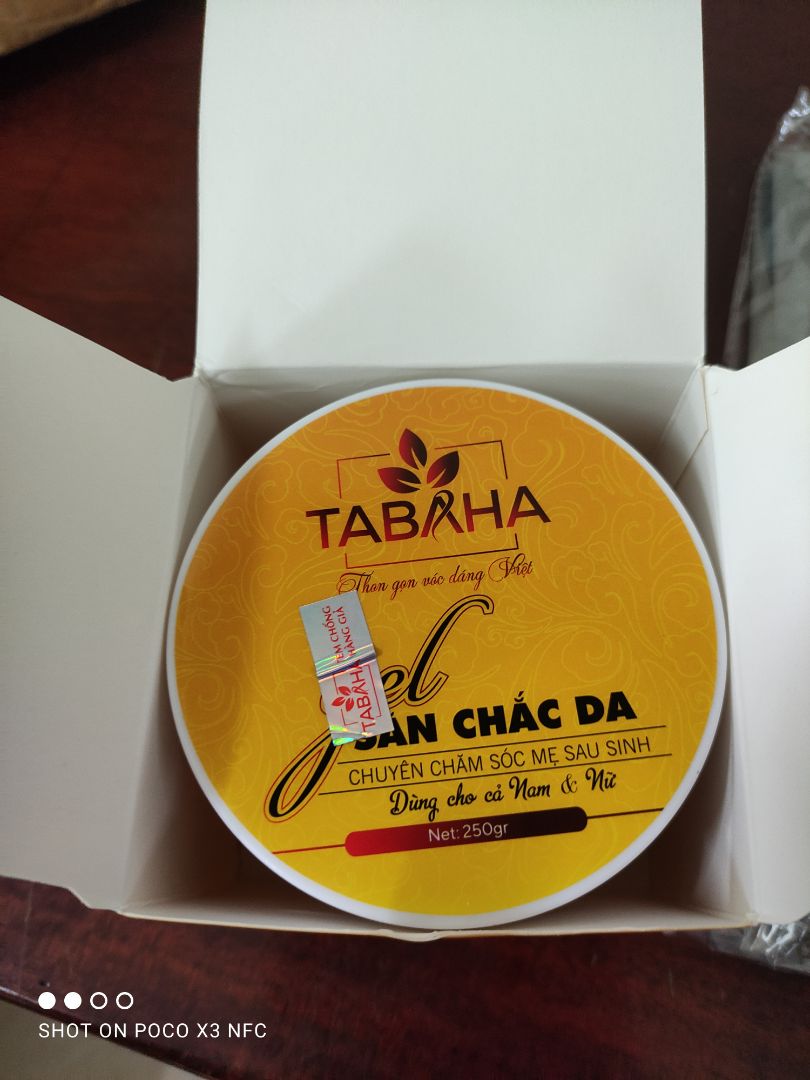 TABAHA
Thon gọn vóc dáng Việt
TEM CHỐNG
HÀNG GIẢ
TABAHA
gel
SĂN CHẮC DA
CHUYÊN CHĂM SÓC MẸ SAU SINH
Dùng cho cả Nam & Nữ
Net: 250gr
SHOT ON POCO X3 NFC